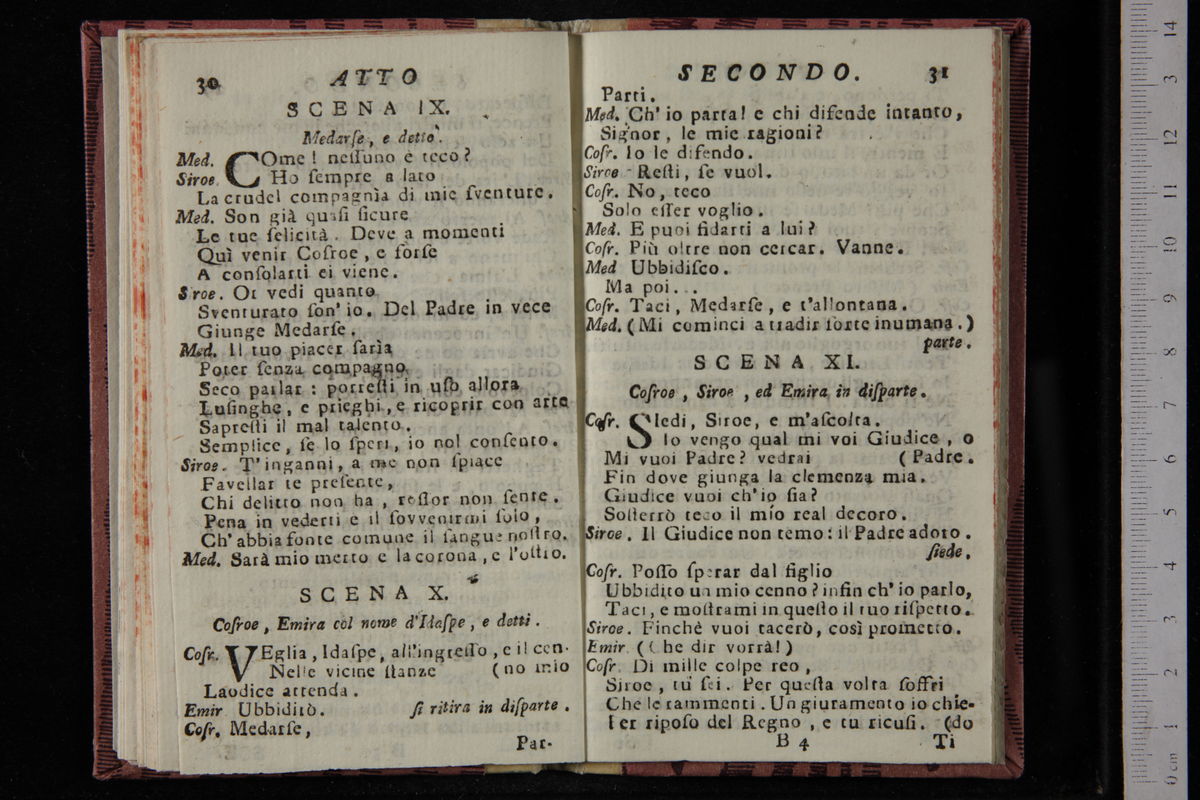 30 ATTO
SCENA IX.
Medarſe, e detto.
Med. COme! neſſuno è teco?
Siroe. Ho ſempre a lato
La crudel compagnìa di mie ſventure.
Med. Son già quaſi ſicure
Le tue felicità. Deve a momenti
Quì venir Coſroe, e forſe
A conſolarti ei viene.
Siroe. Or vedi quanto
Sventurato ſon' io. Del Padre in vece
Giunge Medarſe.
Med. Il tuo piacer ſarìa
Poter ſenza compagno
Seco parlar: porreſti in uſo allora
Luſinghe, e prieghi, e ricoprir con arte
Sapreſti il mal talento.
Semplice, ſe lo ſperi, io nol conſento.
Siroe. T'inganni, a me non ſpiace
Favellar te preſente,
Chi delitto non ha, roſſor non ſente.
Pena in vederti è il ſovvenirmi ſolo,
Ch'abbia fonte comune il ſangue noſtro.
Med. Sarà mio merto e la corona, e l'oſtro.
SCENA X.
Coſroe, Emira col nome d'Idaſpe, e detti.
Coſr. VEglia, Idaſpe, all'ingreſſo, e il cen-
Nelle vicine ſtanze (no mio
Laodice attenda.
Emir. Ubbidirò. ſi ritira in diſparte.
Coſr. Medarſe,
Par-
SECONDO. 31
Parti.
Med. Ch'io parta! e chi difende intanto,
Signor, le mie ragioni?
Coſr. Io le difendo.
Siroe Reſti, ſe vuol.
Coſr. No, teco
Solo eſſer voglio.
Med. E puoi fidarti a lui?
Coſr. Più oltre non cercar. Vanne.
Med Ubbidiſco.
Ma poi...
Coſr. Taci, Medarſe, e t'allontana.
Med. (Mi cominci a tradir ſorte inumana.)
parte.
SCENA XI.
Coſroe, Siroe, ed Emira in diſparte.
Coſr. SIedi, Siroe, e m'aſcolta.
Io vengo qual mi voi Giudice, o
Mi vuoi Padre? vedrai (Padre.
Fin dove giunga la clemenza mia.
Giudice vuoi ch'io ſia?
Soſterrò teco il mio real decoro.
Siroe. Il Giudice non temo: il Padre adoro.
ſiede.
Coſr. Poſſo ſperar dal figlio
Ubbidito un mio cenno? infin ch'io parlo,
Taci, e moſtrami in queſto il tuo riſpetto.
Siroe. Finchè vuoi tacerò, così prometto.
Emir. (Che dir vorrà!)
Coſr. Di mille colpe reo,
Siroe, tu ſei. Per queſta volta ſoffri
Che le rammenti. Un giuramento io chie-
Per ripoſo del Regno, e tu ricuſi. (do
B 4 Ti